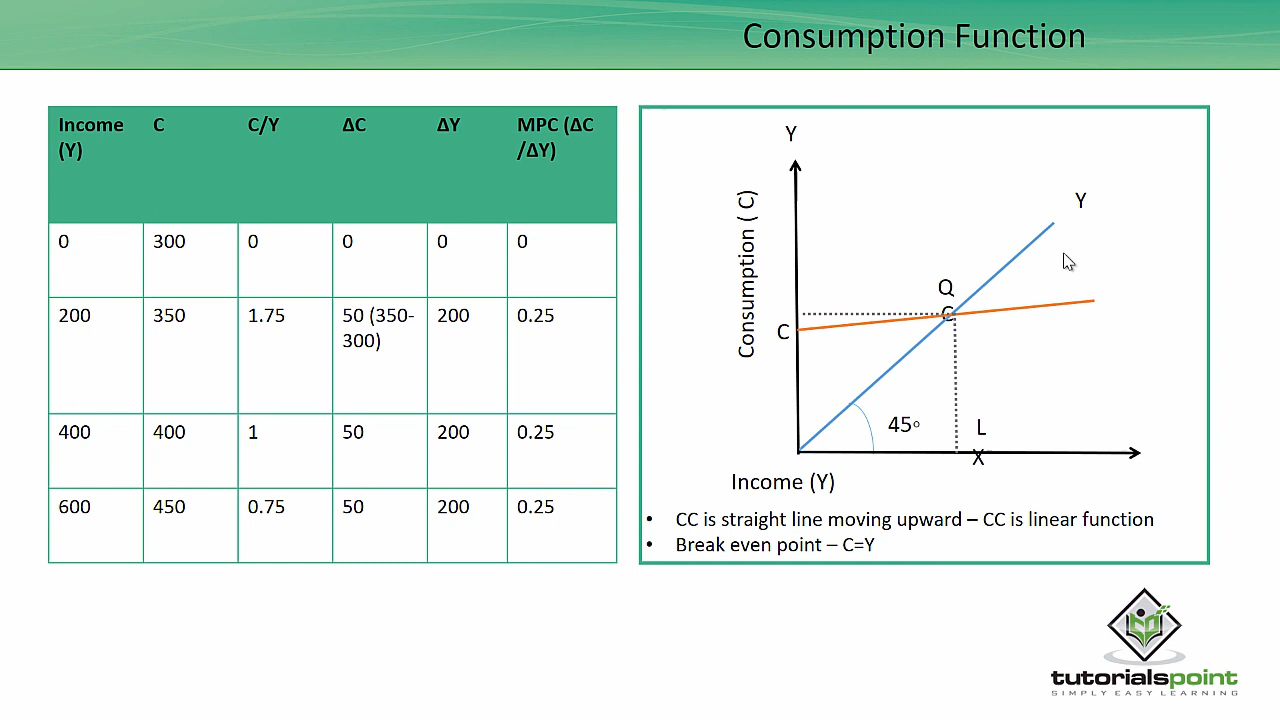 Consumption Function
Income (Y) C C/Y ΔC ΔY MPC (ΔC /ΔY)
0 300 0 0 0 0
200 350 1.75 50 (350-300) 200 0.25
400 400 1 50 200 0.25
600 450 0.75 50 200 0.25
Y
Consumption ( C)
Y
Q
C
C
45°
L
X
Income (Y)
• CC is straight line moving upward – CC is linear function
• Break even point – C=Y
tutorialspoint
SIMPLY EASY LEARNING